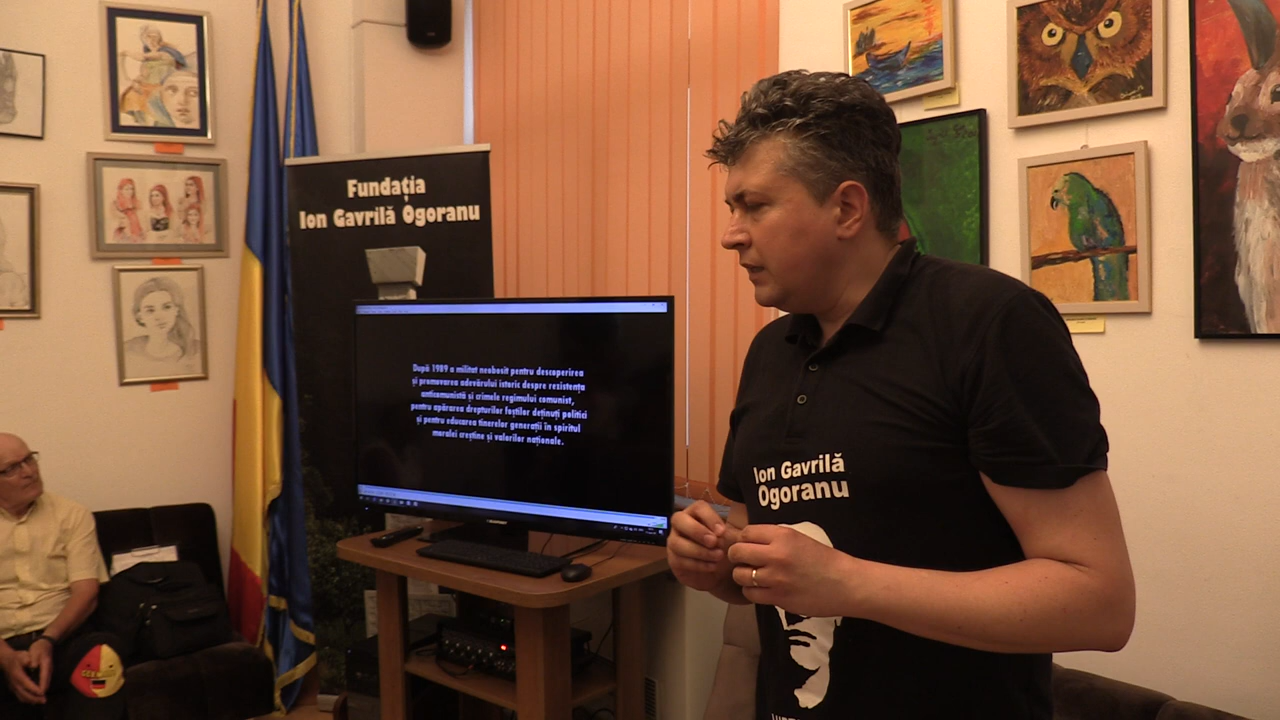 Fundația
Ion Gavrilă Ogoranu
După 1989 a militat neobosit pentru descoperirea
și promovarea adevărului istoric despre rezistența
anticomunistă și crimele regimului comunist,
pentru apărarea drepturilor foștilor deținuți politici
și pentru educarea tinerelor generații în spiritul
moralei creștine și valorilor naționale.
Ion Gavrilă
Ogoranu